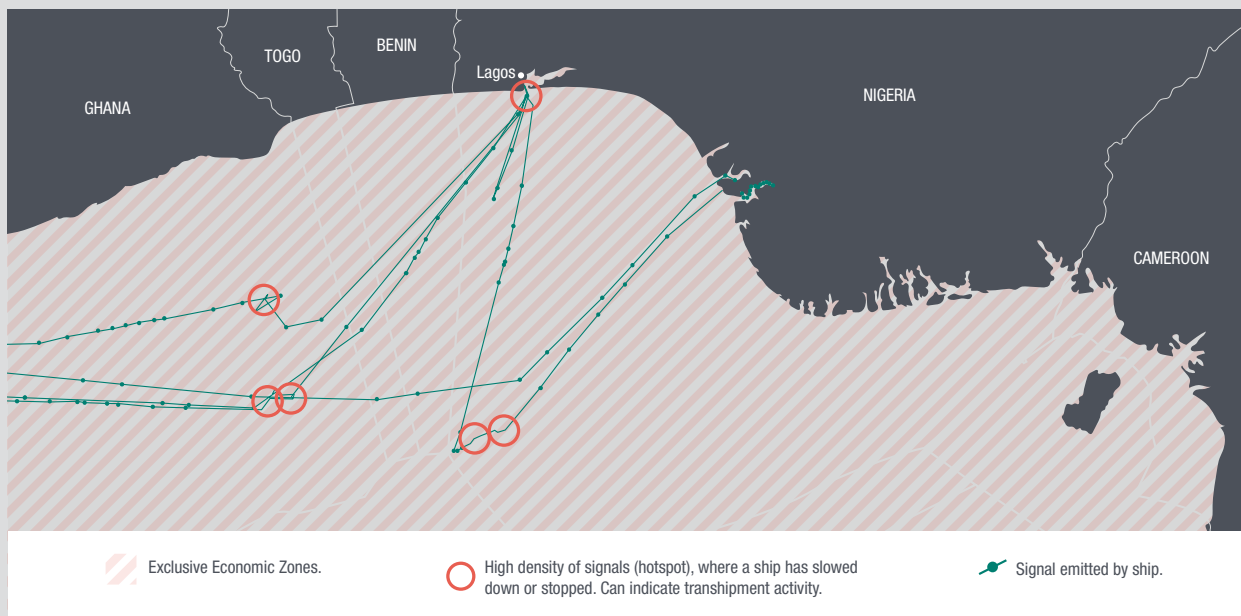 BENIN
TOGO
Lagos
GHANA
NIGERIA
CAMEROON
Exclusive Economic Zones.
High density of signals (hotspot), where a ship has slowed
down or stopped. Can indicate transhipment activity.
Signal emitted by ship.